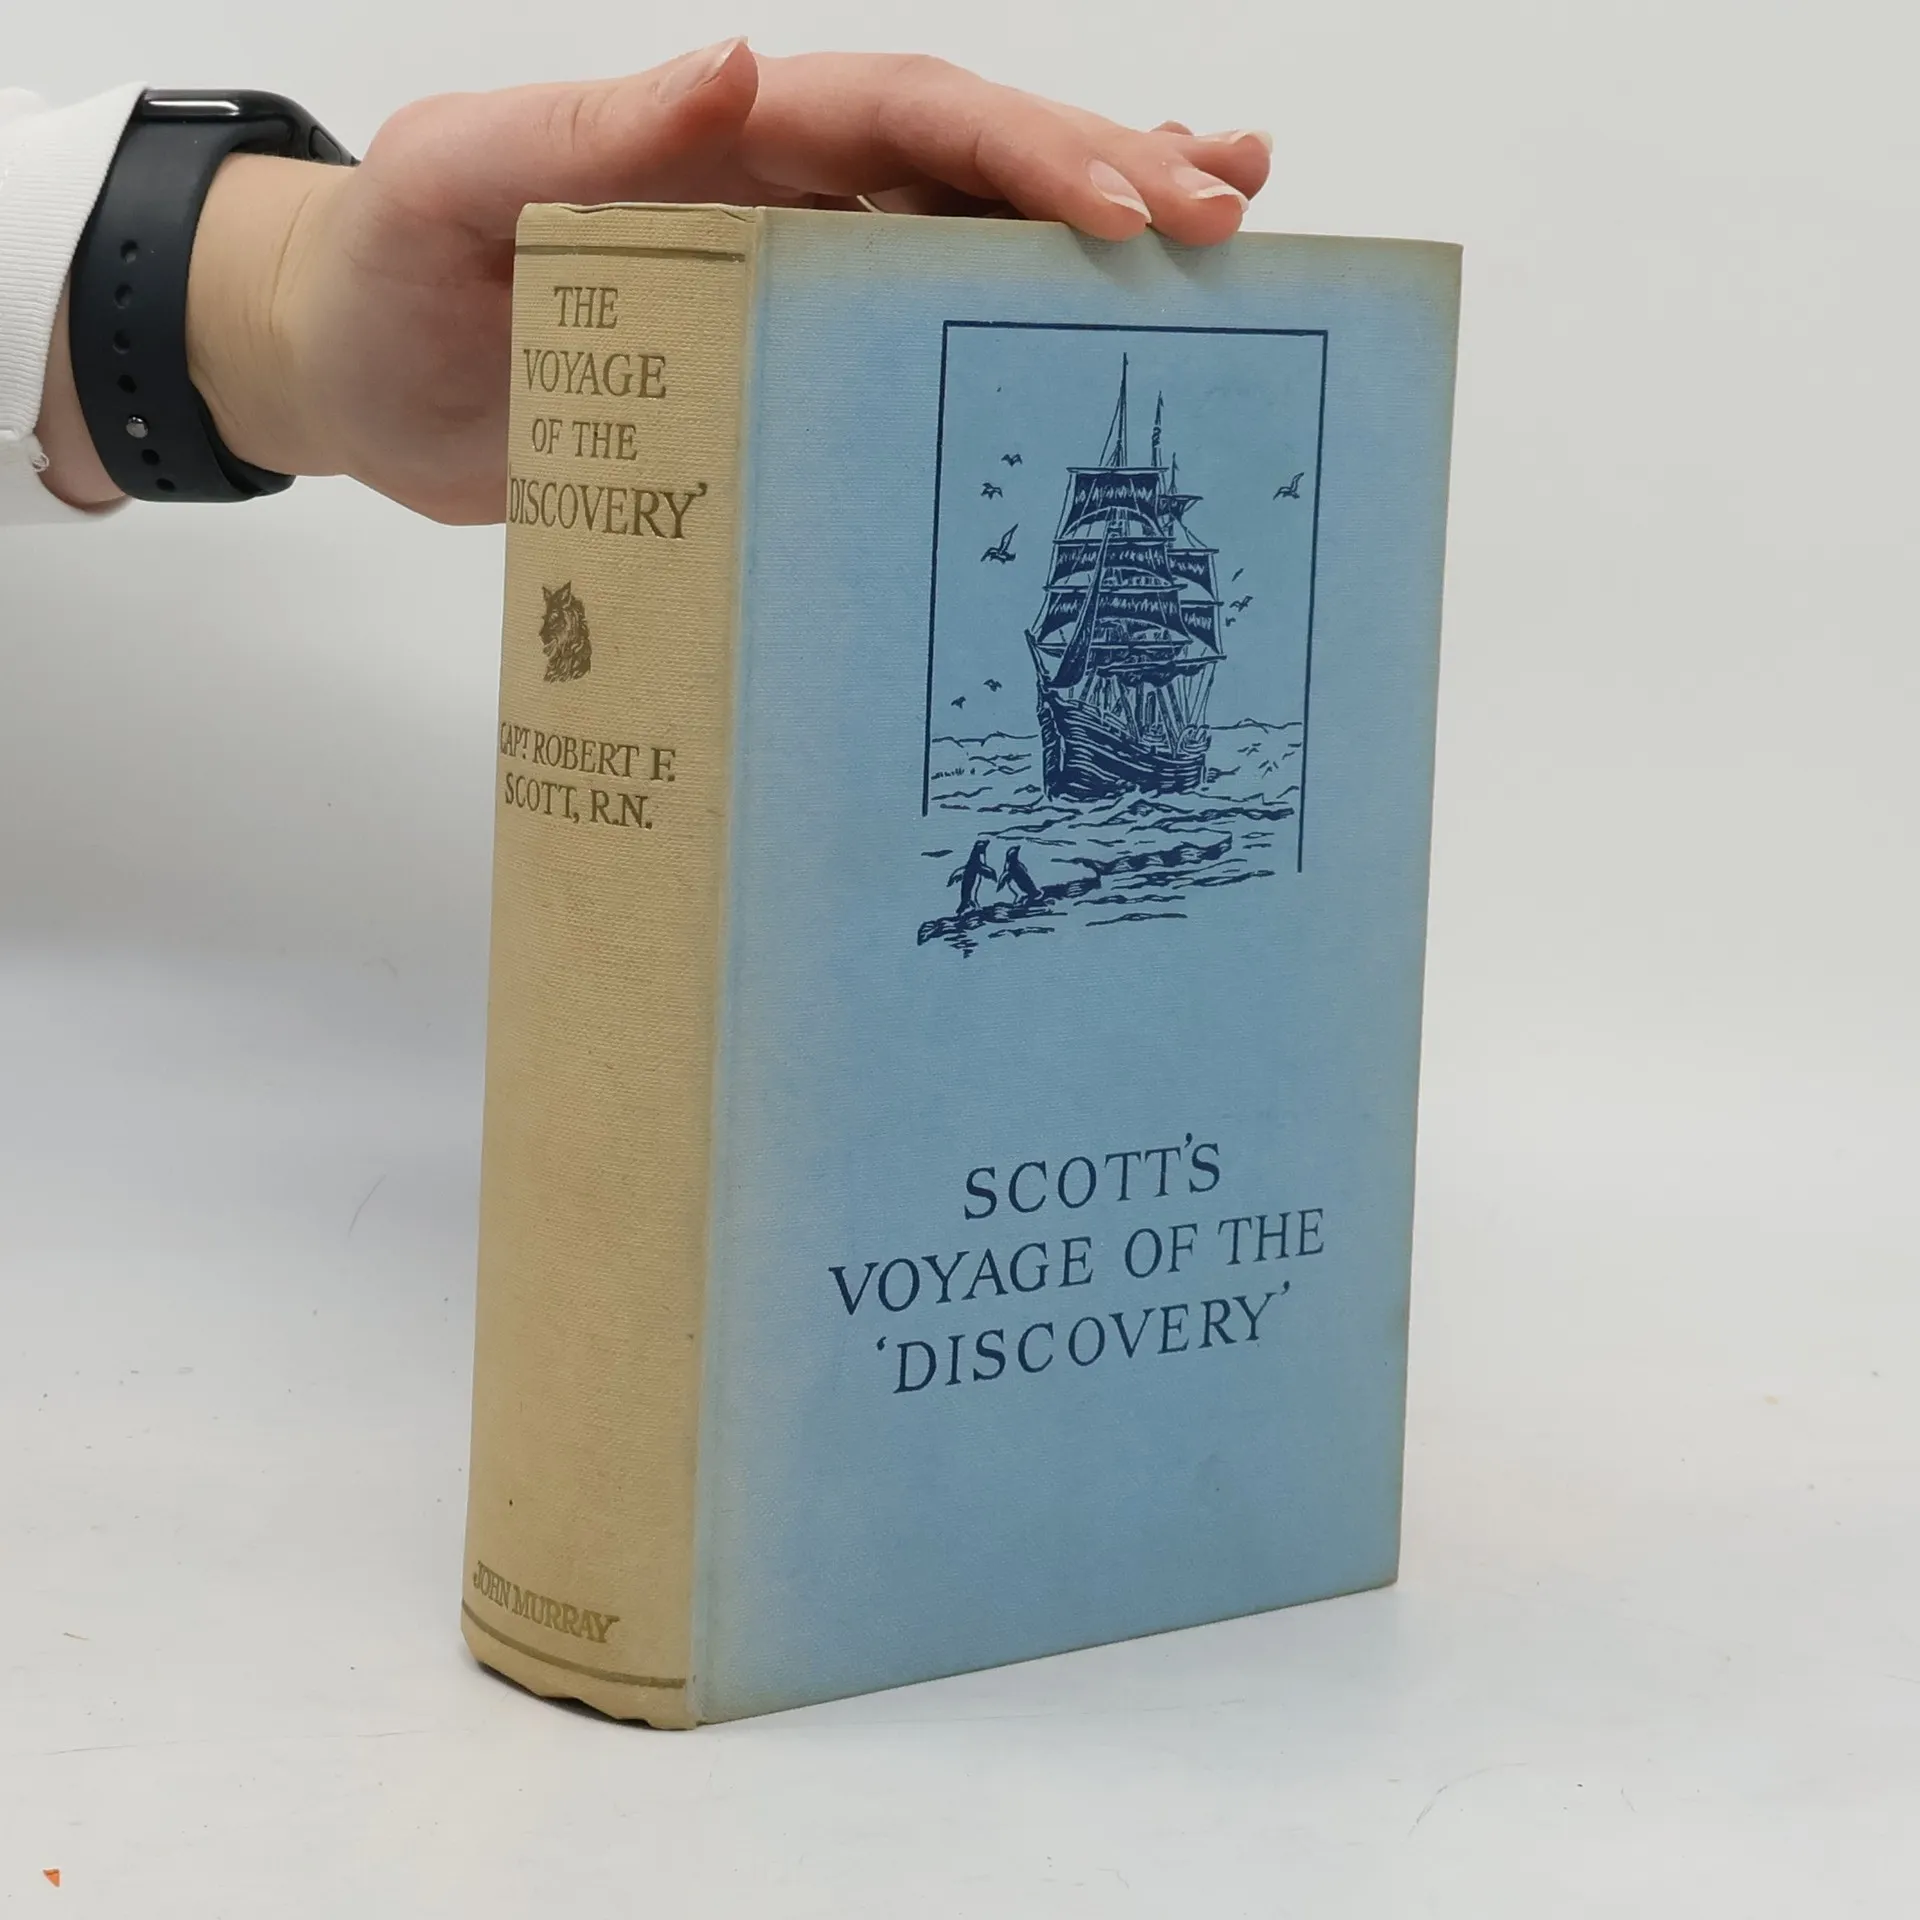 THE
VOYAGE
OF THE
'DISCOVERY'
CAPT ROBERT F.
SCOTT, R.N.
JOHN MURRAY
SCOTT'S
VOYAGE OF THE
'DISCOVERY'